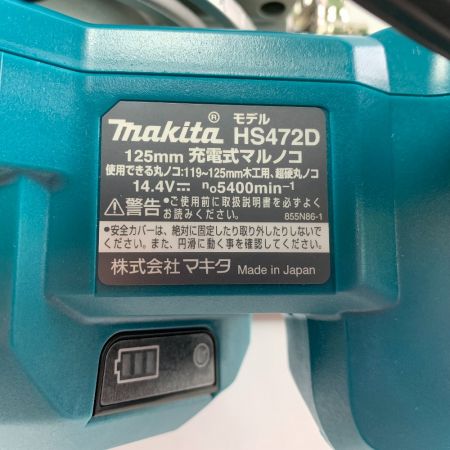 makita® モデル HS472D
125mm 充電式マルノコ
使用できる丸ノコ:119~125mm木工用、超硬丸ノコ
14.4V⎓ n₀5400min⁻¹
⚠警告 ●ご使用前に取扱説明書を必ずよく
お読みください。
855N86-1
●安全カバーは、絶対に固定したり取り外したりしないで
ください。また、円滑に動く事を確認してください。
株式会社 マキタ Made in Japan